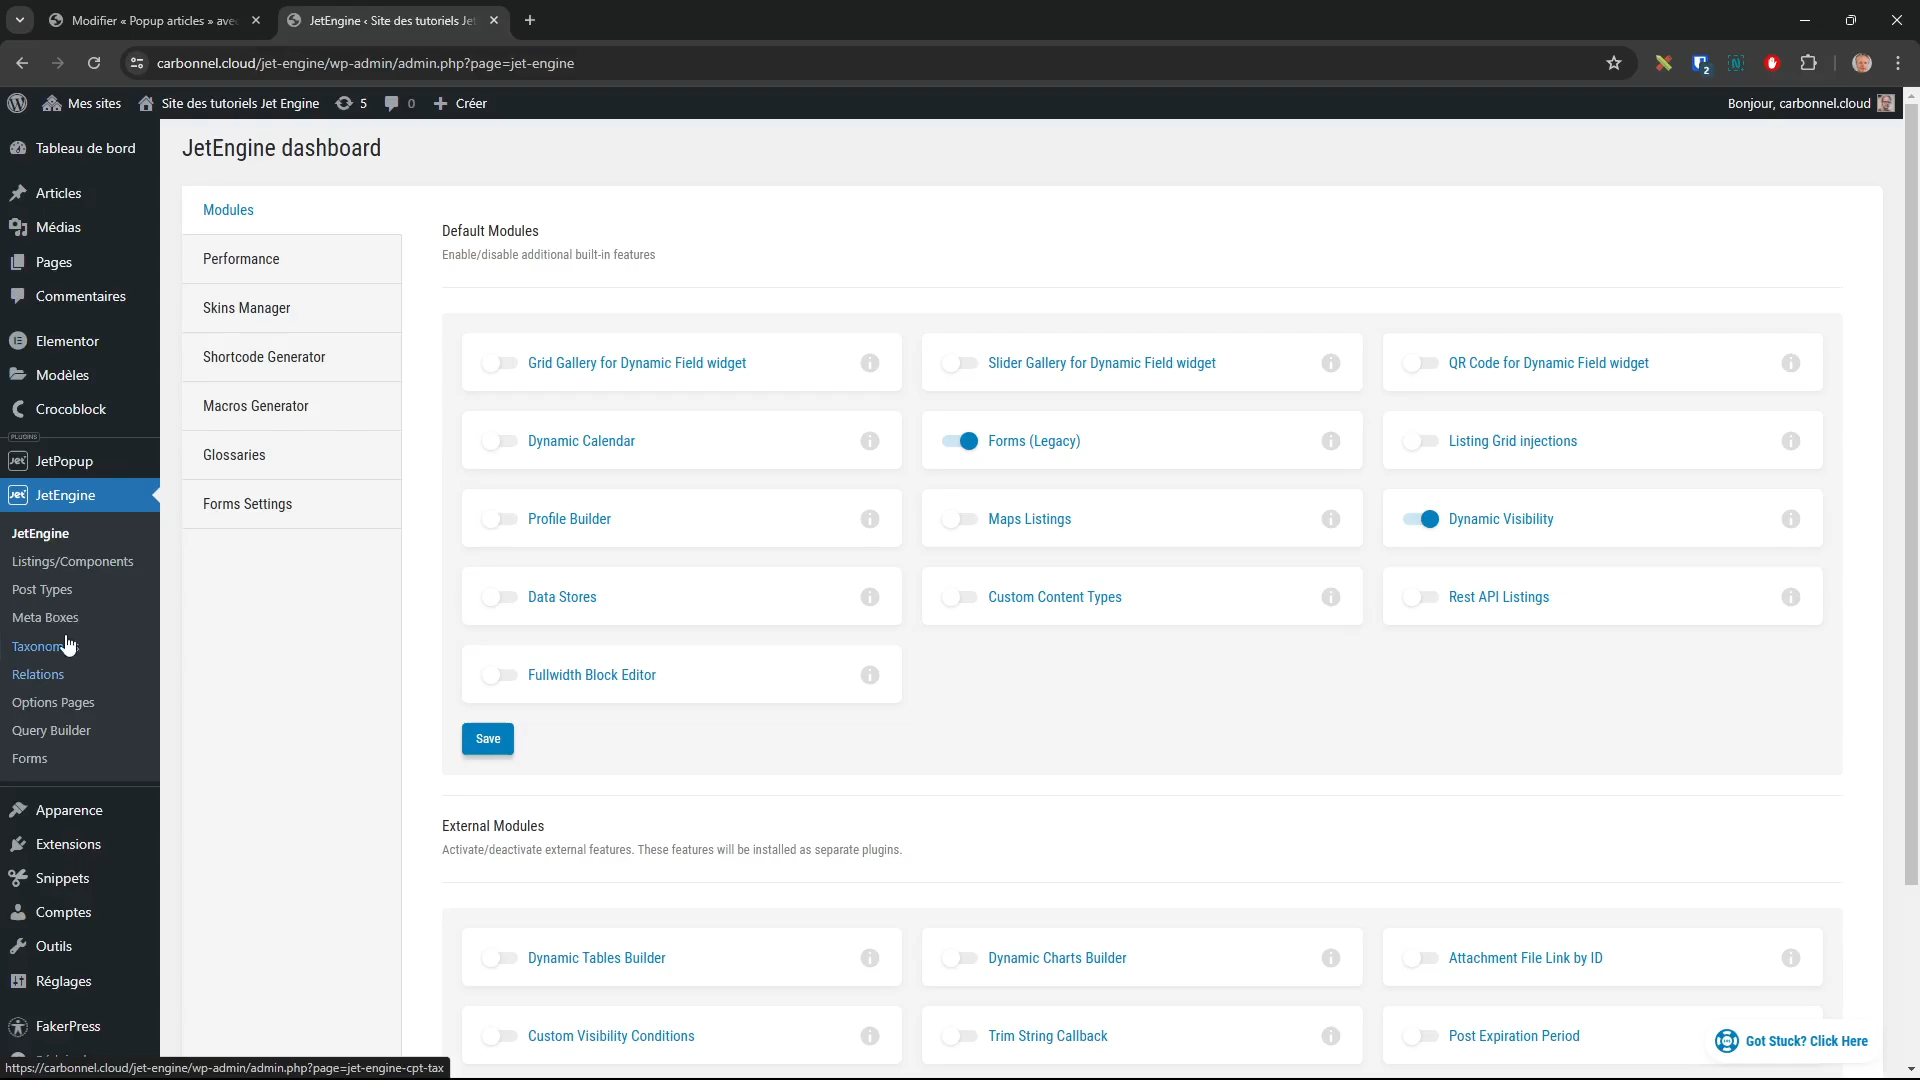 Modifier « Popup articles » ave
JetEngine ‹ Site des tutoriels Jet
carbonnel.cloud/jet-engine/wp-admin/admin.php?page=jet-engine
2
Mes sites
Site des tutoriels Jet Engine
5
0
Créer
Bonjour, carbonnel.cloud
Tableau de bord
Articles
Médias
Pages
Commentaires
Elementor
Modèles
Crocoblock
PLUGINS
Jet JetPopup
Jet JetEngine
JetEngine
Listings/Components
Post Types
Meta Boxes
Relations
Options Pages
Query Builder
Forms
Apparence
Extensions
Snippets
Comptes
Outils
Réglages
FakerPress
https://carbonnel.cloud/jet-engine/wp-admin/admin.php?page=jet-engine-cpt-tax
JetEngine dashboard
Modules
Performance
Skins Manager
Shortcode Generator
Macros Generator
Glossaries
Forms Settings
Default Modules
Enable/disable additional built-in features
Grid Gallery for Dynamic Field widget
Slider Gallery for Dynamic Field widget
QR Code for Dynamic Field widget
Dynamic Calendar
Forms (Legacy)
Listing Grid injections
Profile Builder
Maps Listings
Dynamic Visibility
Data Stores
Custom Content Types
Rest API Listings
Fullwidth Block Editor
Save
External Modules
Activate/deactivate external features. These features will be installed as separate plugins.
Dynamic Tables Builder
Dynamic Charts Builder
Attachment File Link by ID
Custom Visibility Conditions
Trim String Callback
Post Expiration Period
Got Stuck? Click Here